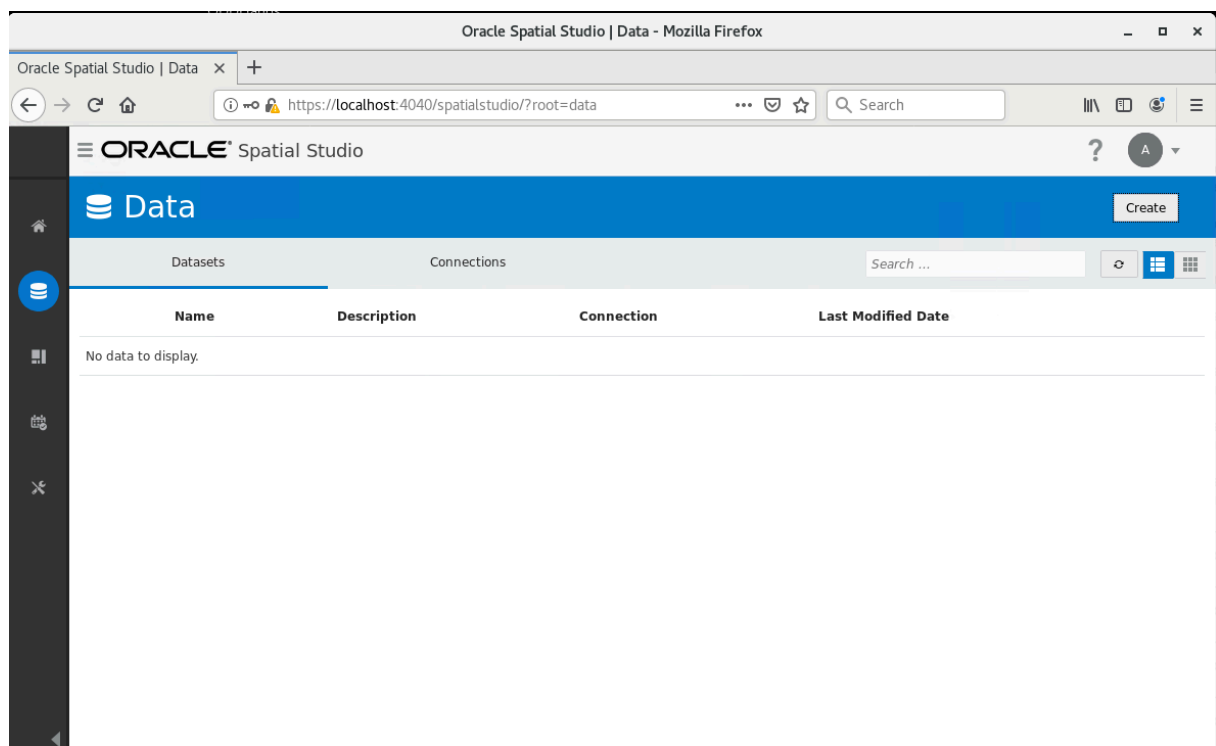 Oracle Spatial Studio | Data - Mozilla Firefox
Oracle Spatial Studio | Data
https://localhost:4040/spatialstudio/?root=data
Search
ORACLE Spatial Studio
?
A
Data
Create
Datasets
Connections
Search ...
Name Description Connection Last Modified Date
No data to display.